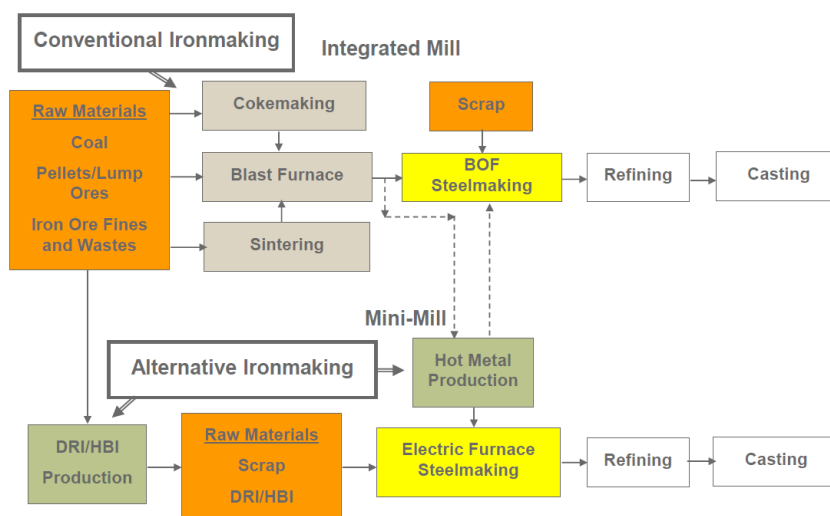 Conventional Ironmaking
Integrated Mill
Raw Materials
Coal
Pellets/Lump
Ores
Iron Ore Fines
and Wastes
Cokemaking
Scrap
Blast Furnace
BOF
Steelmaking
Refining
Casting
Sintering
Mini-Mill
Alternative Ironmaking
Hot Metal
Production
DRI/HBI
Production
Raw Materials
Scrap
DRI/HBI
Electric Furnace
Steelmaking
Refining
Casting